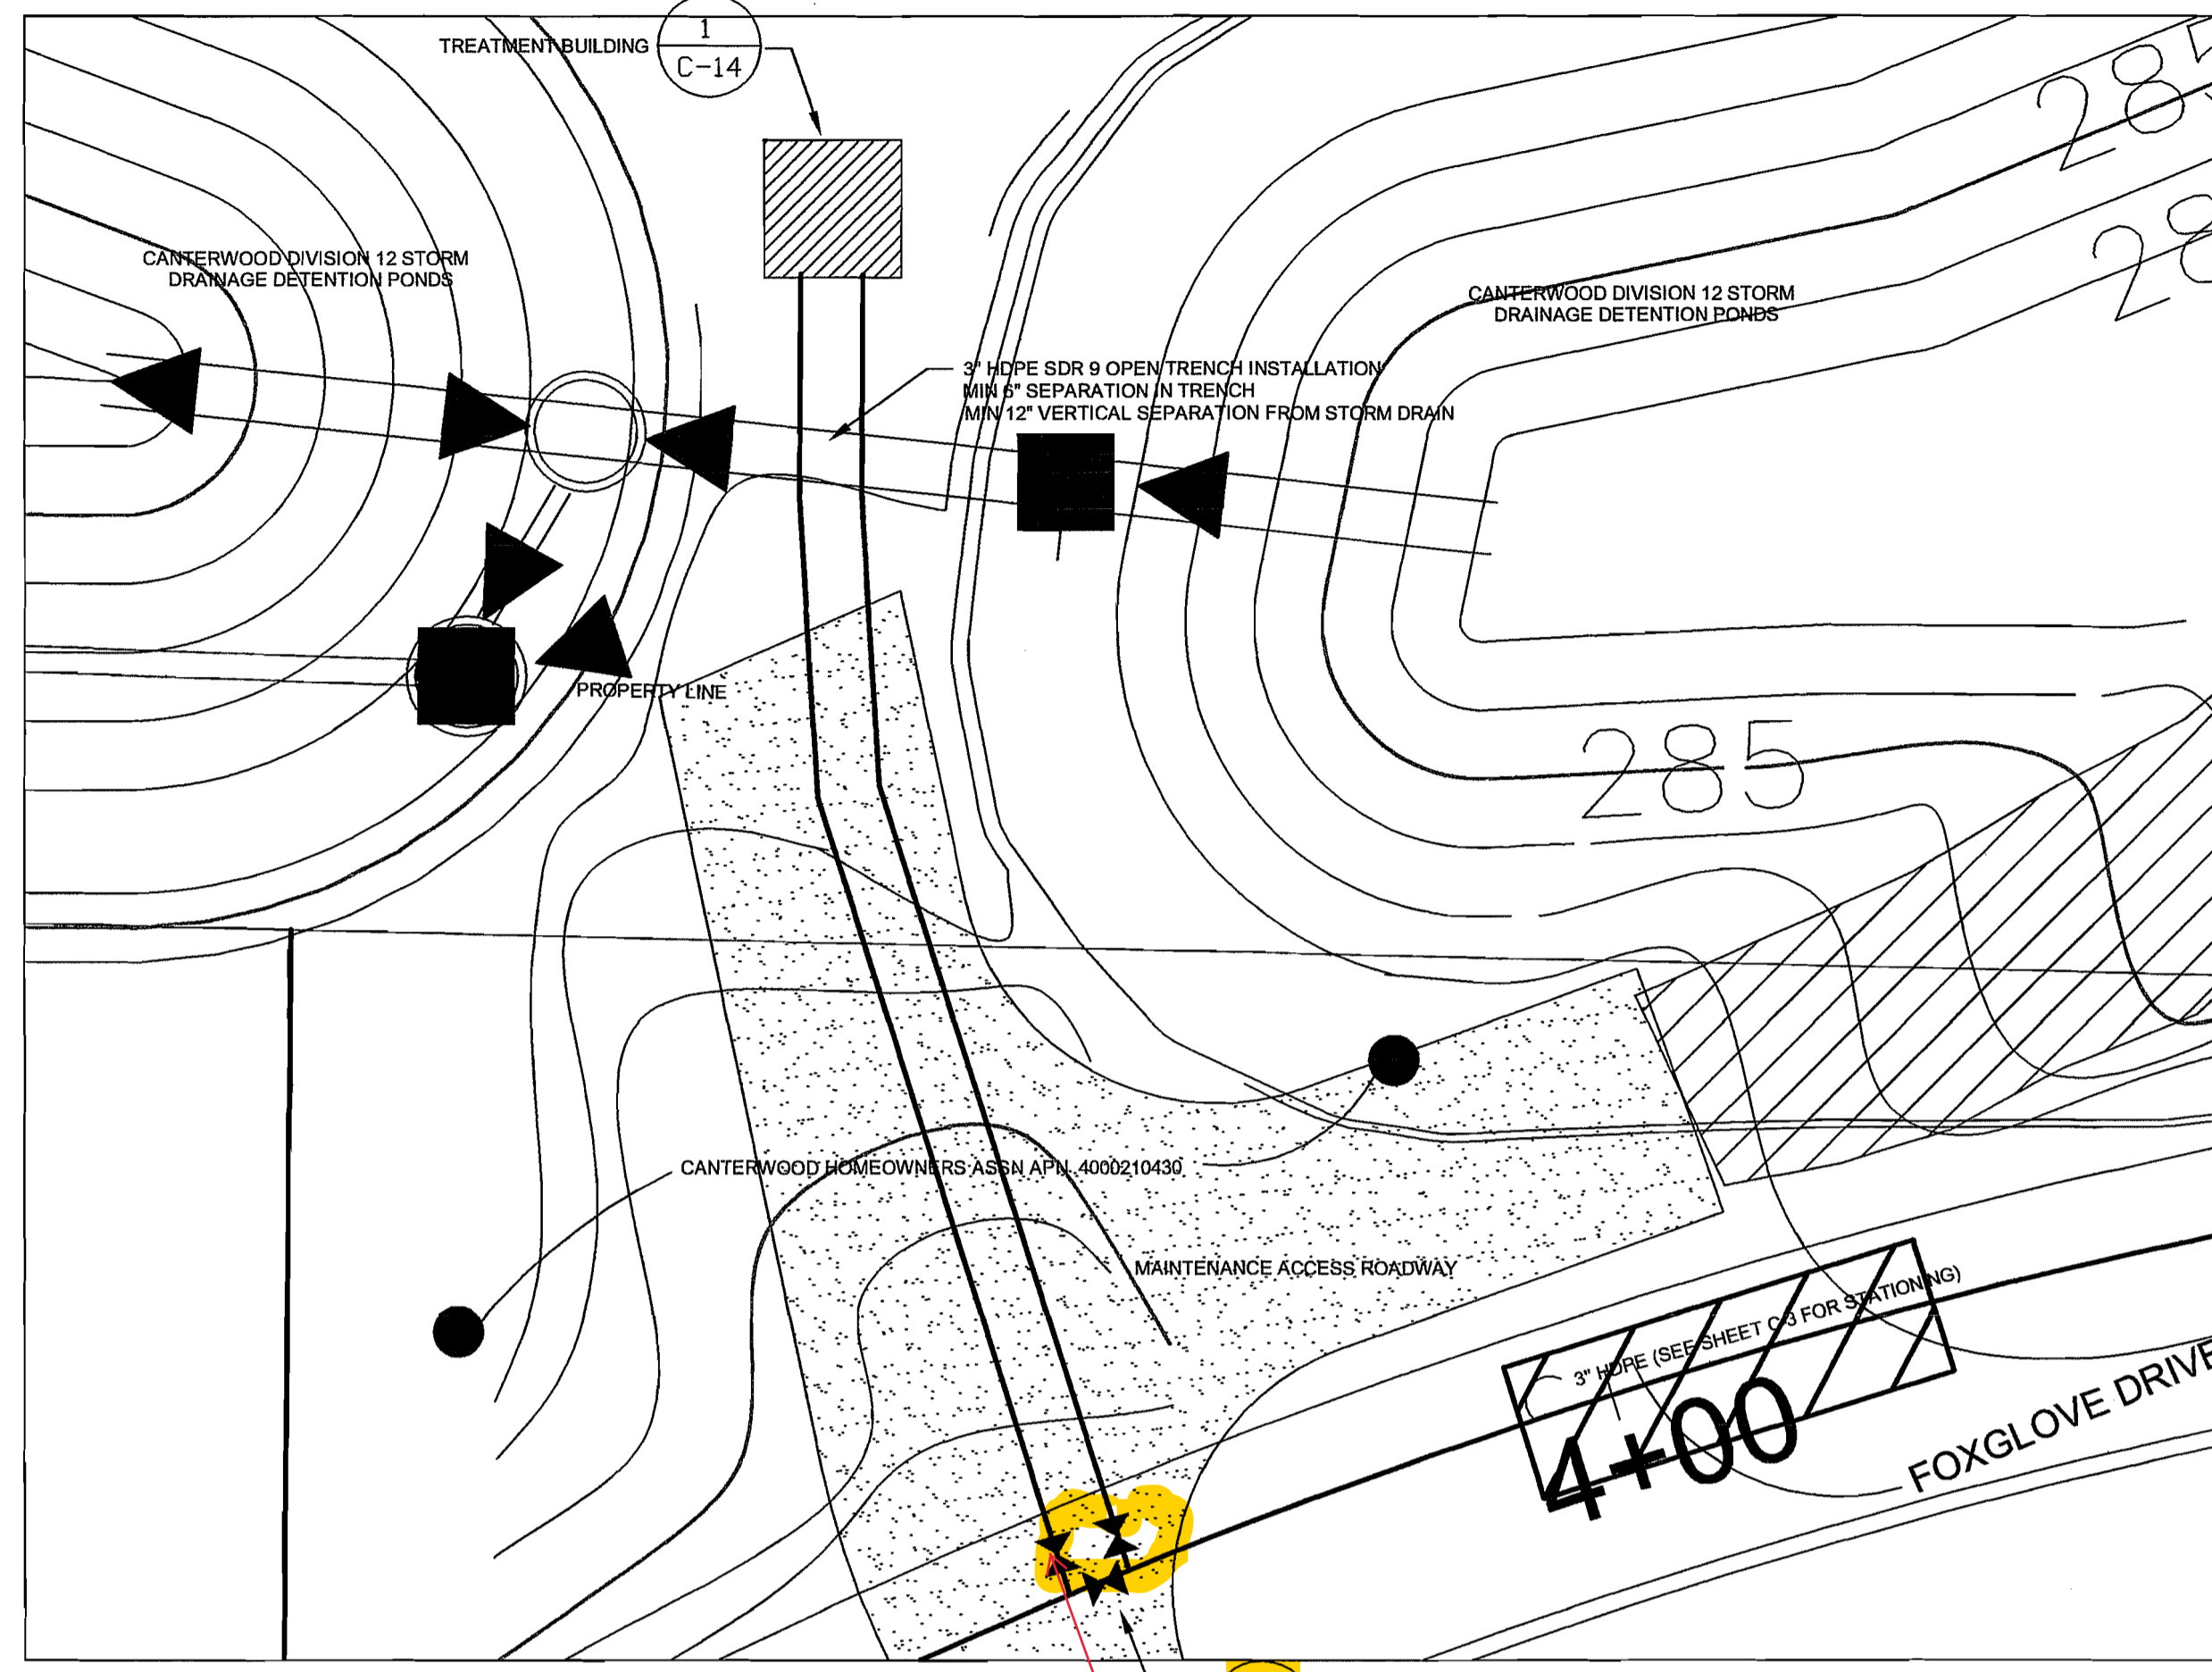 TREATMENT BUILDING
1
C-14
285
CANTERWOOD DIVISION 12 STORM
DRAINAGE DETENTION PONDS
CANTERWOOD DIVISION 12 STORM
DRAINAGE DETENTION PONDS
3" HDPE SDR 9 OPEN TRENCH INSTALLATION
MIN 6" SEPARATION IN TRENCH
MIN 12" VERTICAL SEPARATION FROM STORM DRAIN
PROPERTY LINE
285
CANTERWOOD HOMEOWNERS ASSN APN 4000210430
MAINTENANCE ACCESS ROADWAY
3" HDPE (SEE SHEET C-3 FOR STATIONING)
4+00
FOXGLOVE DRIVE